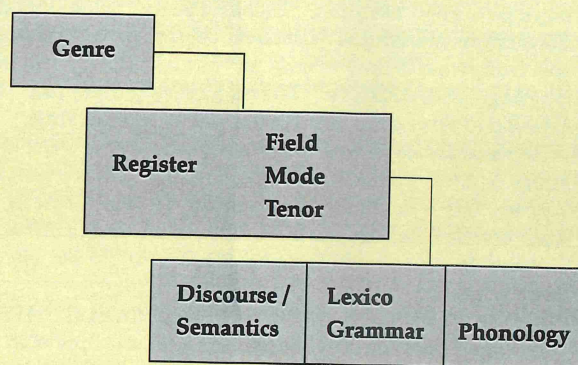 Genre
Register
Field
Mode
Tenor
Discourse /
Semantics
Lexico
Grammar
Phonology